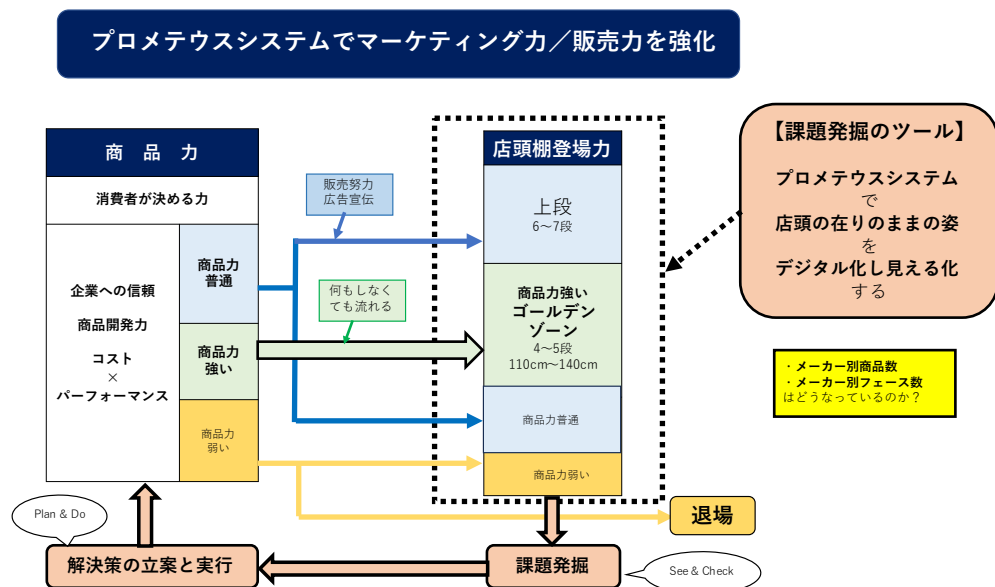 プロメテウスシステムでマーケティング力／販売力を強化
商　品　力
消費者が決める力
企業への信頼
商品開発力
コスト
×
パーフォーマンス
商品力
普通
商品力
強い
商品力
弱い
販売努力
広告宣伝
何もしなく
ても流れる
店頭棚登場力
上段
6～7段
商品力強い
ゴールデン
ゾーン
4～5段
110cm～140cm
商品力普通
商品力弱い
【課題発掘のツール】
プロメテウスシステム
で
店頭の在りのままの姿
を
デジタル化し見える化
する
・メーカー別商品数
・メーカー別フェース数
はどうなっているのか？
退場
Plan & Do
解決策の立案と実行
課題発掘
See & Check